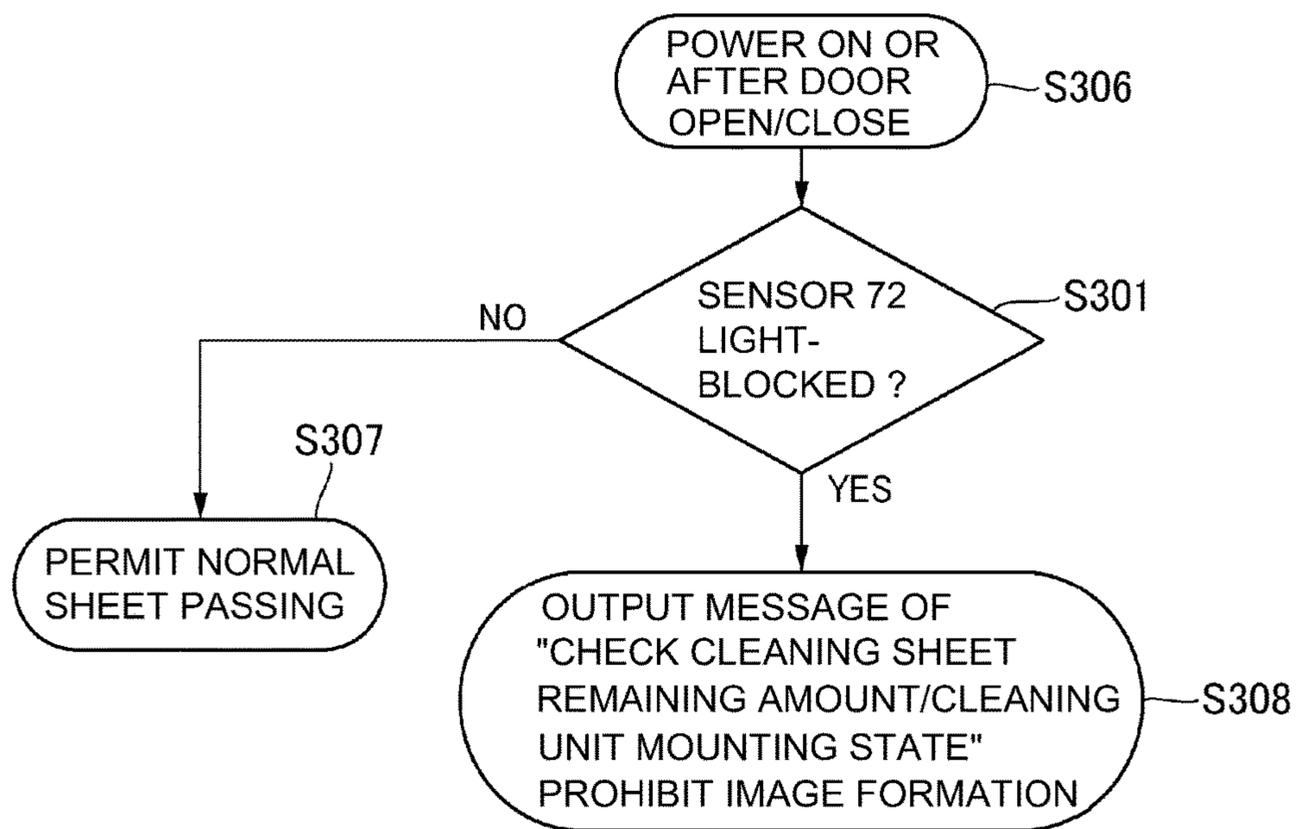 POWER ON OR
AFTER DOOR
OPEN/CLOSE
S306
SENSOR 72
LIGHT-
BLOCKED ?
S301
NO
YES
S307
PERMIT NORMAL
SHEET PASSING
OUTPUT MESSAGE OF
"CHECK CLEANING SHEET
REMAINING AMOUNT/CLEANING
UNIT MOUNTING STATE"
PROHIBIT IMAGE FORMATION
S308